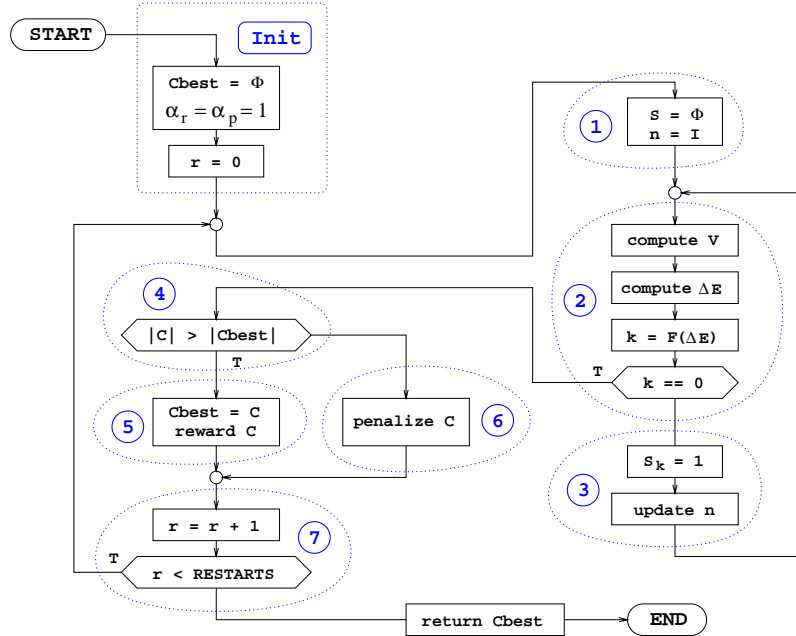 START
Init
Cbest = Φ
α_r = α_p = 1
r = 0
1
S = Φ
n = I
2
compute V
compute ΔE
k = F(ΔE)
T
k == 0
3
S_k = 1
update n
4
|C| > |Cbest|
T
5
Cbest = C
reward C
6
penalize C
7
r = r + 1
T
r < RESTARTS
return Cbest
END